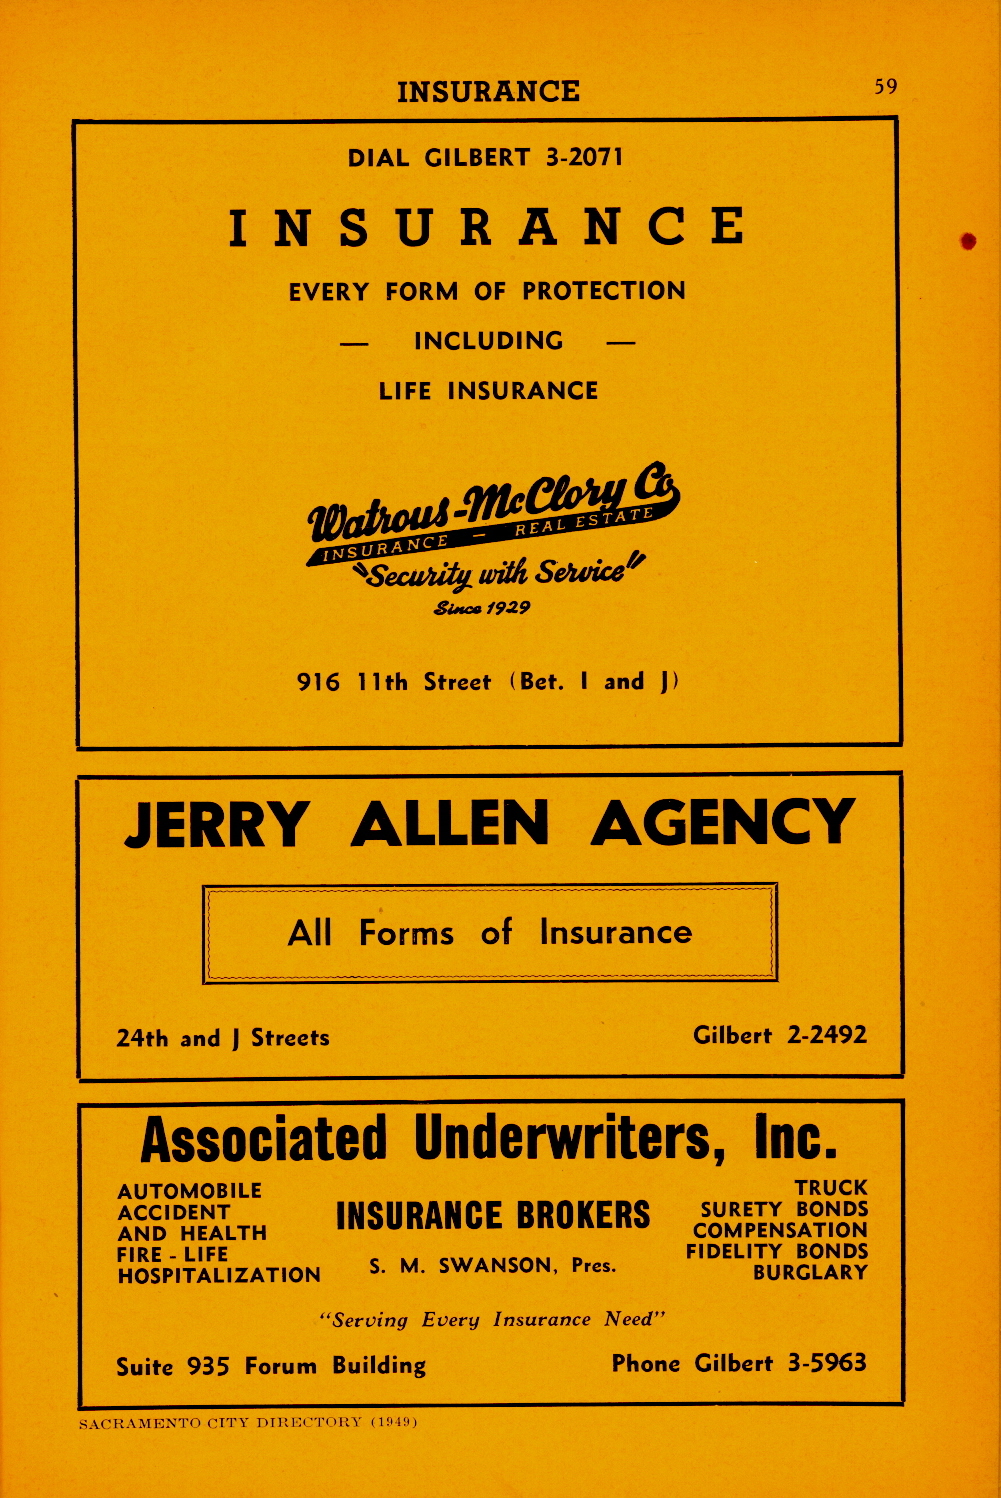 INSURANCE 59
DIAL GILBERT 3-2071
INSURANCE
EVERY FORM OF PROTECTION
— INCLUDING —
LIFE INSURANCE
Watrous-McClory Co
INSURANCE — REAL ESTATE
"Security with Service"
Since 1929
916 11th Street (Bet. I and J)
JERRY ALLEN AGENCY
All Forms of Insurance
24th and J Streets Gilbert 2-2492
Associated Underwriters, Inc.
AUTOMOBILE
ACCIDENT
AND HEALTH
FIRE - LIFE
HOSPITALIZATION
INSURANCE BROKERS
S. M. SWANSON, Pres.
TRUCK
SURETY BONDS
COMPENSATION
FIDELITY BONDS
BURGLARY
"Serving Every Insurance Need"
Suite 935 Forum Building Phone Gilbert 3-5963
SACRAMENTO CITY DIRECTORY (1949)